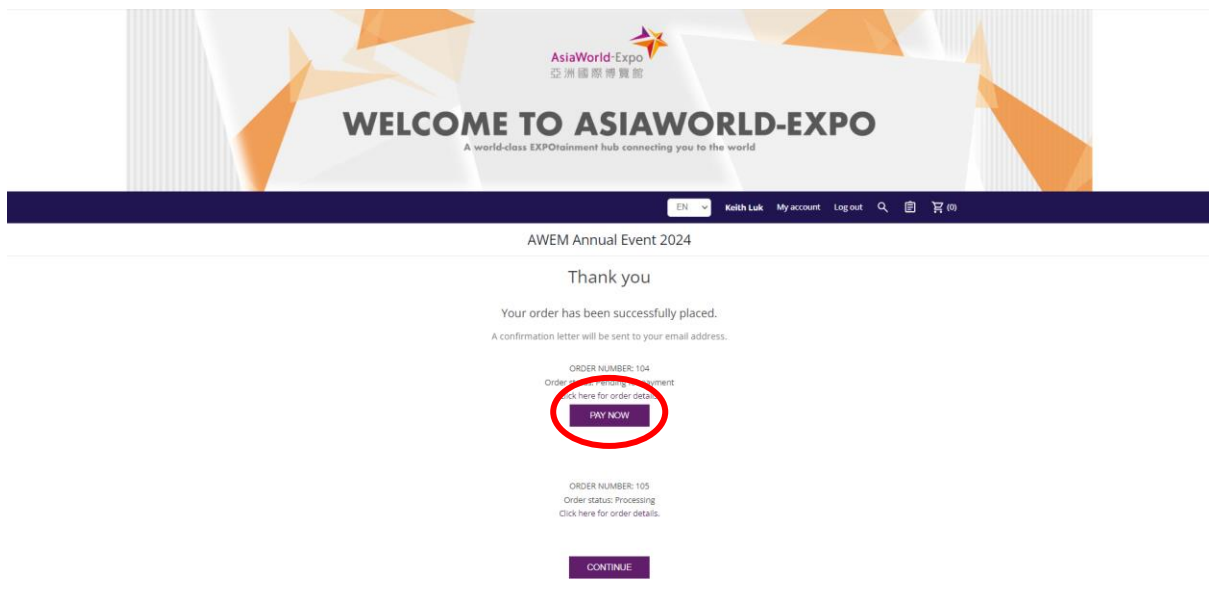 AsiaWorld-Expo
亞洲國際博覽館
WELCOME TO ASIAWORLD-EXPO
A world-class EXPOtainment hub connecting you to the world
EN Keith Luk My account Log out (0)
AWEM Annual Event 2024
Thank you
Your order has been successfully placed.
A confirmation letter will be sent to your email address.
ORDER NUMBER: 104
Order status: Pending payment
Click here for order details.
PAY NOW
ORDER NUMBER: 105
Order status: Processing
Click here for order details.
CONTINUE